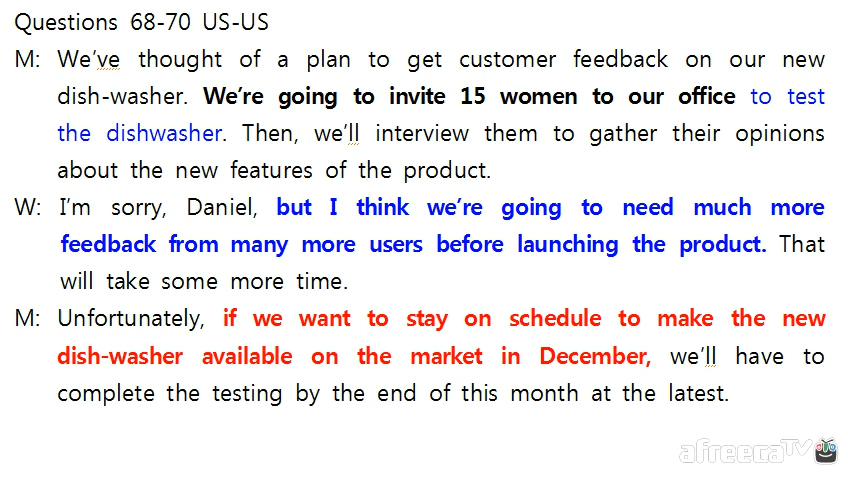 Questions 68-70 US-US
M: We've thought of a plan to get customer feedback on our new
dish-washer. We're going to invite 15 women to our office to test
the dishwasher. Then, we'll interview them to gather their opinions
about the new features of the product.
W: I'm sorry, Daniel, but I think we're going to need much more
feedback from many more users before launching the product. That
will take some more time.
M: Unfortunately, if we want to stay on schedule to make the new
dish-washer available on the market in December, we'll have to
complete the testing by the end of this month at the latest.
afreecaTV